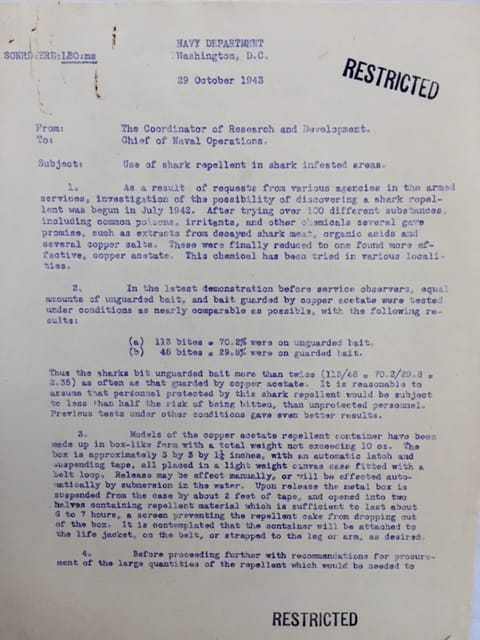 NAVY DEPARTMENT
Washington, D.C.
29 October 1943
RESTRICTED
From: The Coordinator of Research and Development.
To: Chief of Naval Operations.
Subject: Use of shark repellent in shark infested areas.
1. As a result of requests from various agencies in the armed
services, investigation of the possibility of discovering a shark repel-
lent was begun in July 1942. After trying over 100 different substances,
including common poisons, irritants, and other chemicals several gave
promise, such as extracts from decayed shark meat, organic acids and
several copper salts. These were finally reduced to one found more ef-
fective, copper acetate. This chemical has been tried in various locali-
ties.
2. In the latest demonstration before service observers, equal
amounts of unguarded bait, and bait guarded by copper acetate were tested
under conditions as nearly comparable as possible, with the following re-
sults:
(a) 113 bites = 70.2% were on unguarded bait.
(b) 48 bites = 29.8% were on guarded bait.
Thus the sharks bit unguarded bait more than twice (113/48 = 70.2/29.8 =
2.35) as often as that guarded by copper acetate. It is reasonable to
assume that personnel protected by this shark repellent would be subject
to less than half the risk of being bitten, than unprotected personnel.
Previous tests under other conditions gave even better results.
3. Models of the copper acetate repellent container have been
made up in box-like form with a total weight not exceeding 10 oz. The
box is approximately 3 by 3 by 1¼ inches, with an automatic latch and
suspending tape, all placed in a light weight canvas case fitted with a
belt loop. Release may be affect manually, or will be effected auto-
matically by submersion in the water. Upon release the metal box is
suspended from the case by about 2 feet of tape, and opened into two
halves containing repellent material which is sufficient to last about
6 to 7 hours, a screen preventing the repellent cake from dropping out
of the box. It is contemplated that the container will be attached to
the life jacket, on the belt, or strapped to the leg or arm, as desired.
4. Before proceeding further with recommendations for procure-
ment of the large quantities of the repellent which would be needed to
RESTRICTED